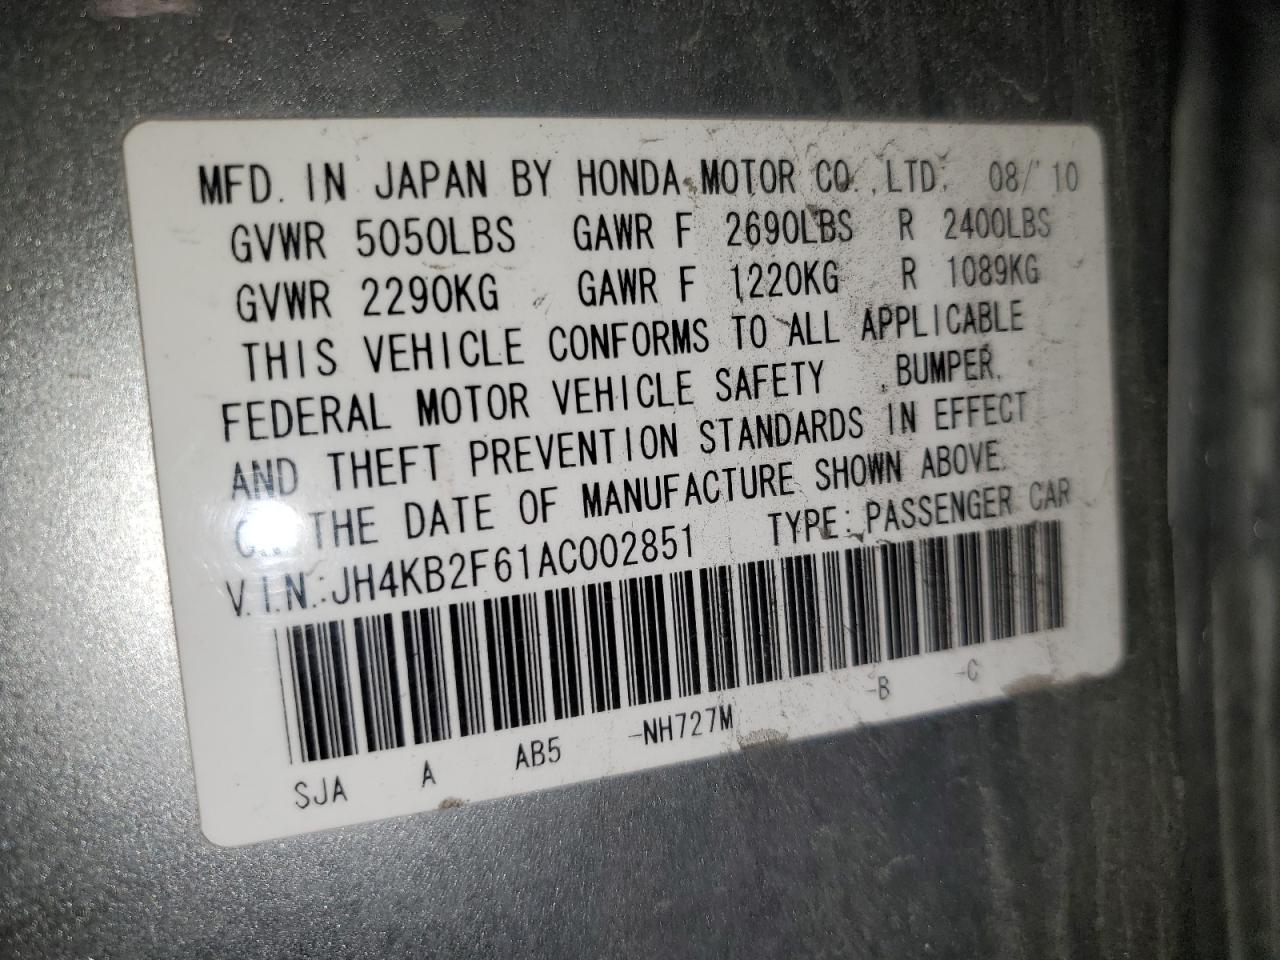 MFD. IN JAPAN BY HONDA MOTOR CO., LTD. 08/'10
GVWR 5050LBS GAWR F 2690LBS R 2400LBS
GVWR 2290KG GAWR F 1220KG R 1089KG
THIS VEHICLE CONFORMS TO ALL APPLICABLE
FEDERAL MOTOR VEHICLE SAFETY , BUMPER,
AND THEFT PREVENTION STANDARDS IN EFFECT
ON THE DATE OF MANUFACTURE SHOWN ABOVE.
V.I.N.:JH4KB2F61AC002851 TYPE:PASSENGER CAR
SJA A AB5 -NH727M -B -C